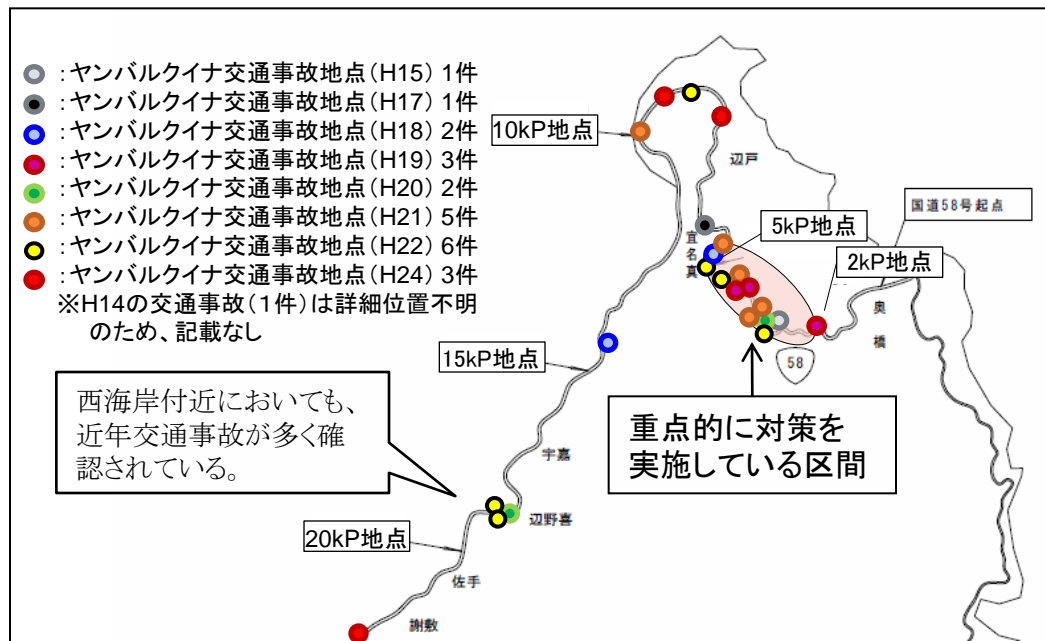 ：ヤンバルクイナ交通事故地点（H15）1件
：ヤンバルクイナ交通事故地点（H17）1件
：ヤンバルクイナ交通事故地点（H18）2件
：ヤンバルクイナ交通事故地点（H19）3件
：ヤンバルクイナ交通事故地点（H20）2件
：ヤンバルクイナ交通事故地点（H21）5件
：ヤンバルクイナ交通事故地点（H22）6件
：ヤンバルクイナ交通事故地点（H24）3件
※H14の交通事故（1件）は詳細位置不明
のため、記載なし
10kP地点
辺戸
国道58号起点
5kP地点
宜名真
2kP地点
奥
橋
58
15kP地点
西海岸付近においても、
近年交通事故が多く確
認されている。
重点的に対策を
実施している区間
宇嘉
辺野喜
20kP地点
佐手
謝敷